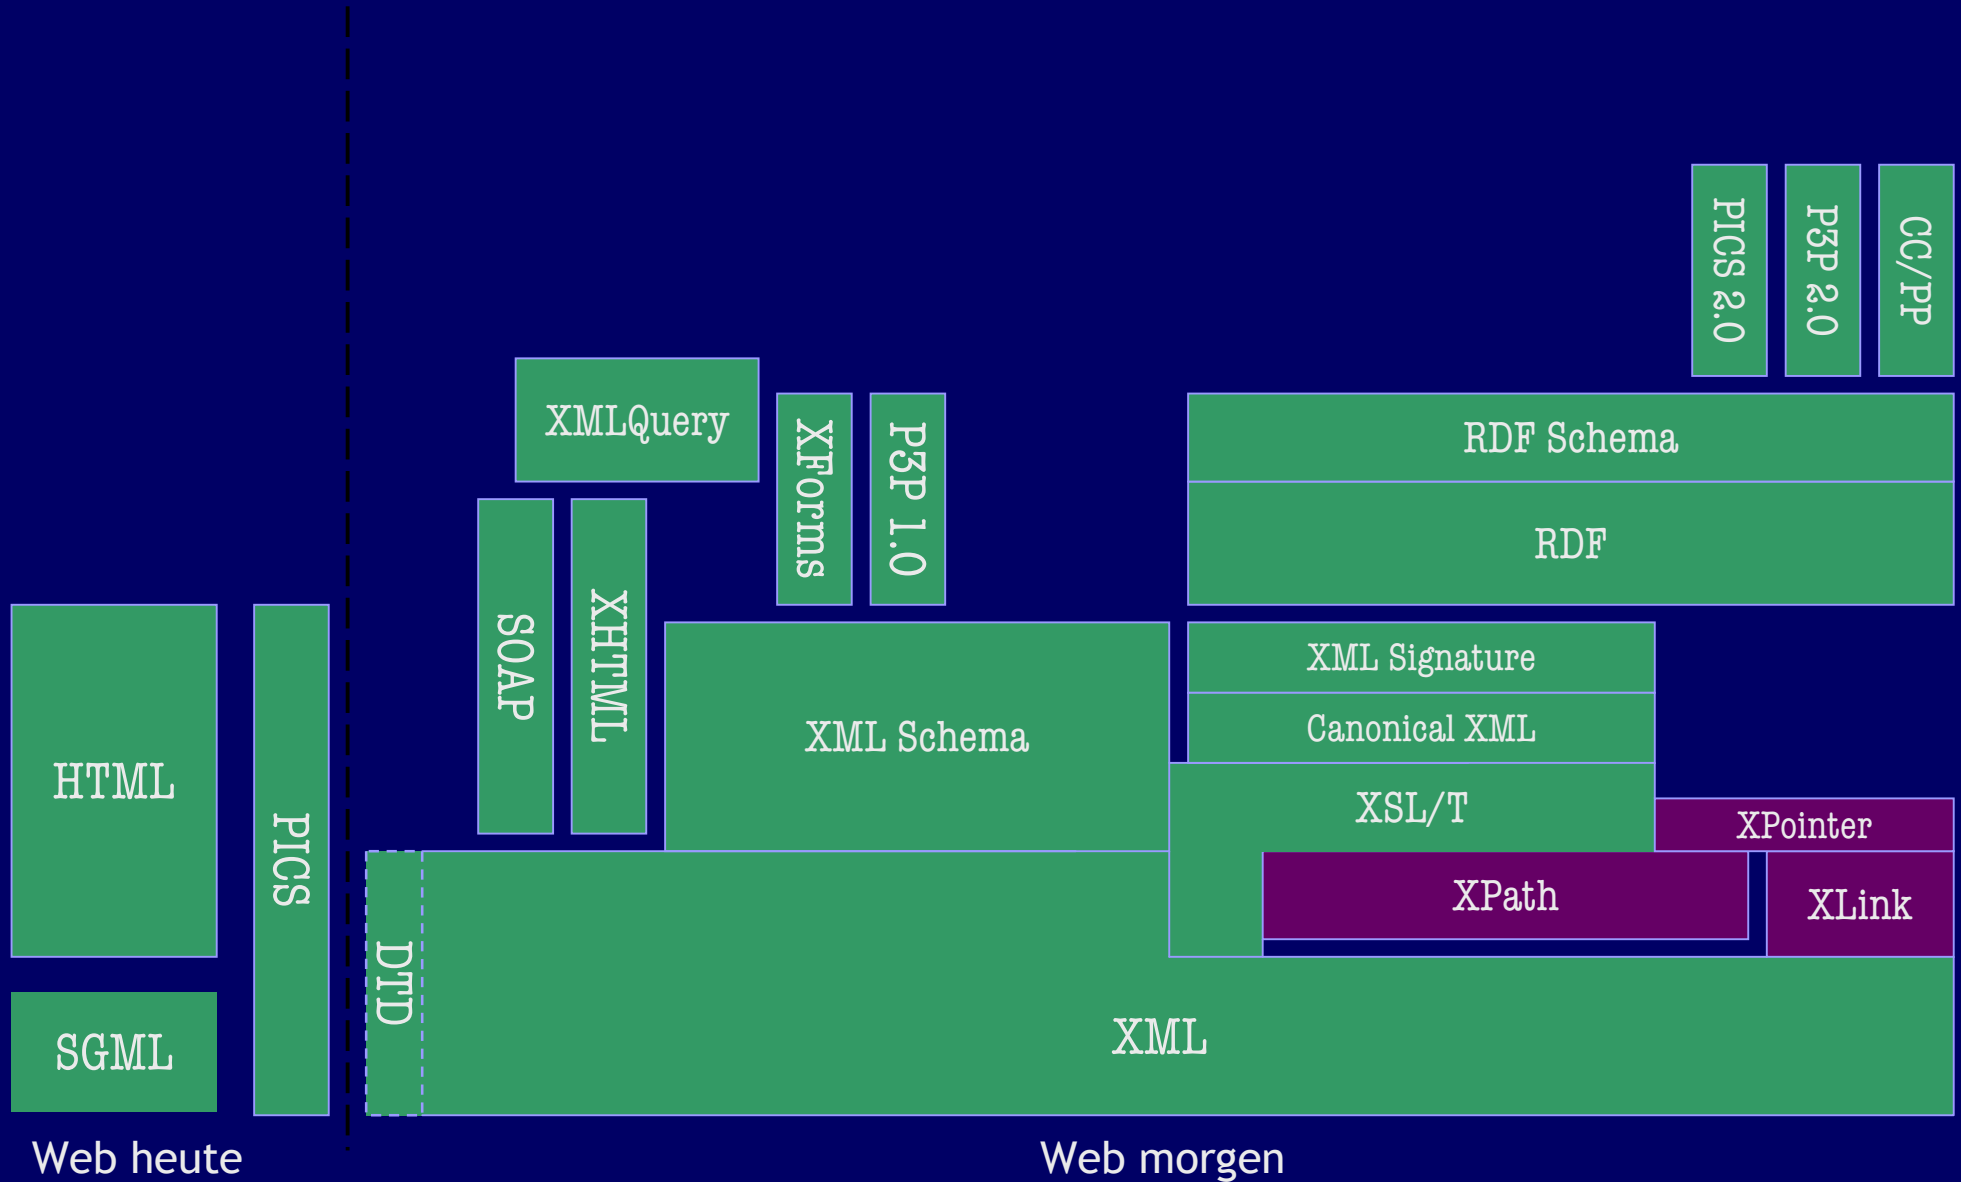 PICS 2.0
P3P 2.0
CC/PP
XMLQuery
XForms
P3P 1.0
RDF Schema
RDF
SOAP
XHTML
XML Schema
XML Signature
Canonical XML
XSL/T
XPointer
XPath
XLink
HTML
PICS
DTD
XML
SGML
Web heute
Web morgen